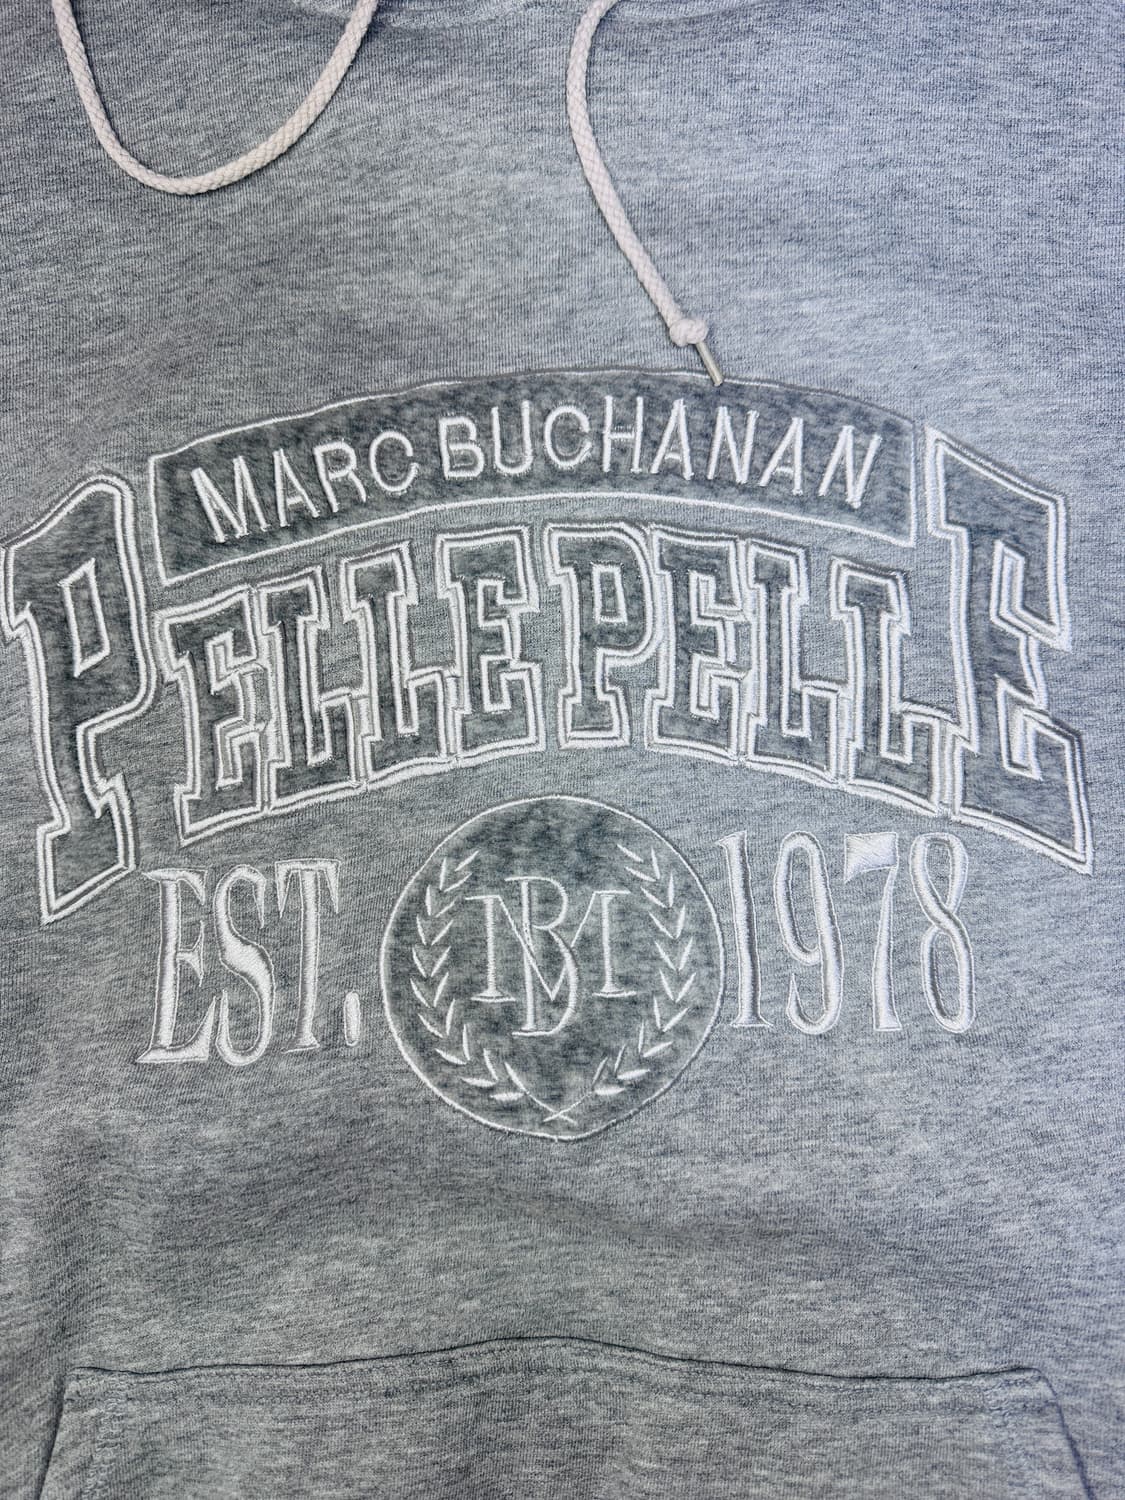 MARC BUCHANAN
PELLE PELLE
EST. MB 1978